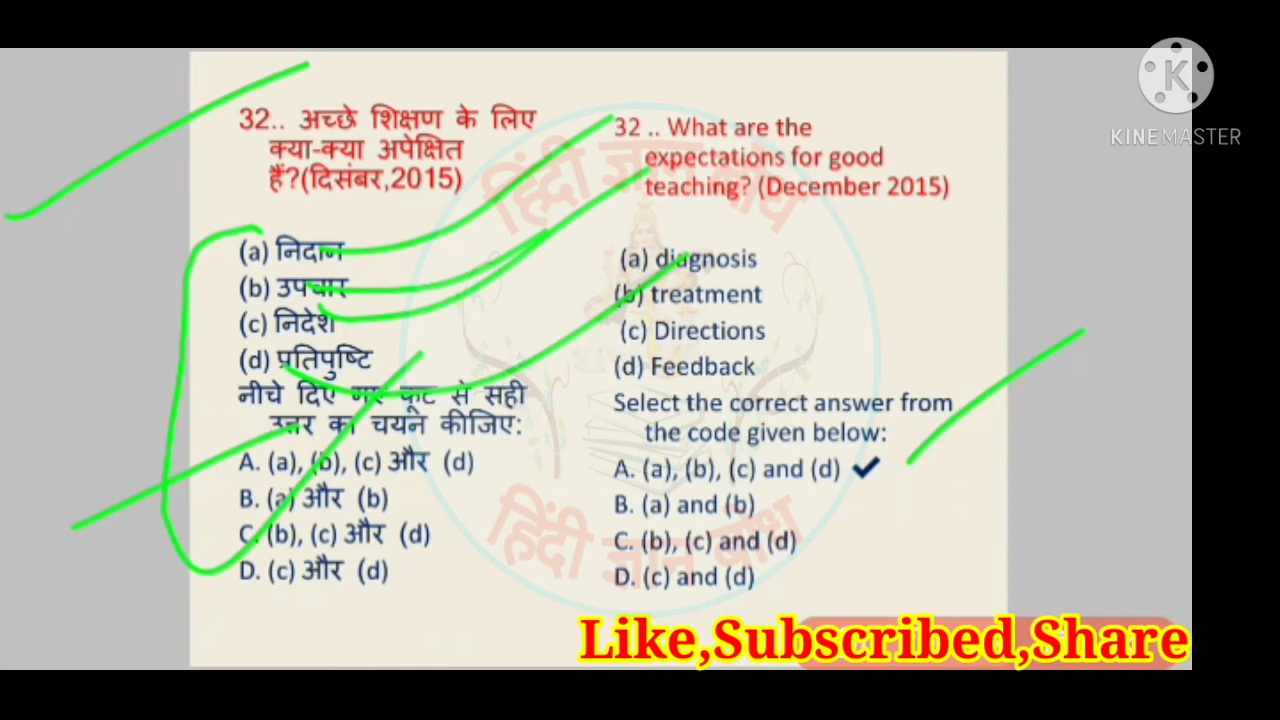 KINEMASTER
32.. अच्छे शिक्षण के लिए
क्या-क्या अपेक्षित
हैं?(दिसंबर,2015)
(a) निदान
(b) उपचार
(c) निदेश
(d) प्रतिपुष्टि
नीचे दिए गए कूट से सही
उत्तर का चयन कीजिए:
A. (a), (b), (c) और (d)
B. (a) और (b)
C. (b), (c) और (d)
D. (c) और (d)
32 .. What are the
expectations for good
teaching? (December 2015)
(a) diagnosis
(b) treatment
(c) Directions
(d) Feedback
Select the correct answer from
the code given below:
A. (a), (b), (c) and (d) ✔
B. (a) and (b)
C. (b), (c) and (d)
D. (c) and (d)
हिंदी ज्ञान बोध
हिंदी ज्ञान बोध
Like,Subscribed,Share